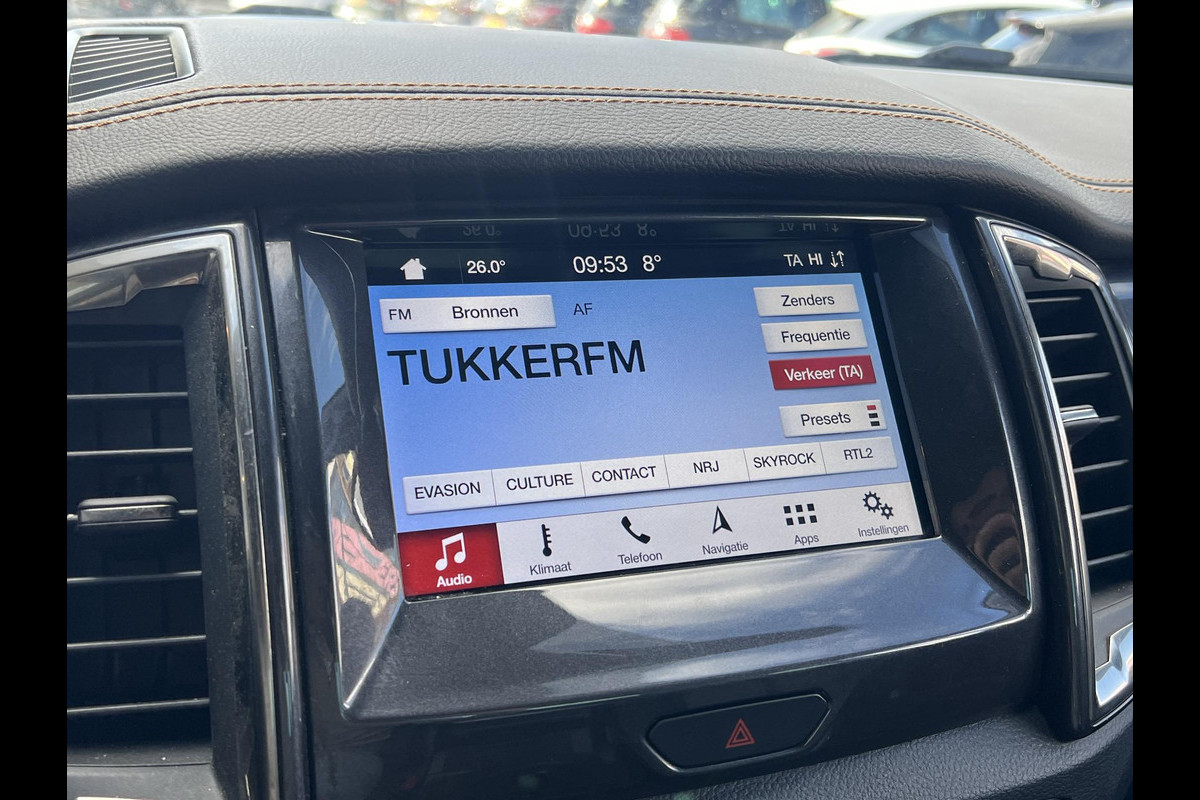 26.0° 09:53 8° TA HI
FM Bronnen AF Zenders
Frequentie
TUKKERFM
Verkeer (TA)
Presets
EVASION CULTURE CONTACT NRJ SKYROCK RTL2
Audio Klimaat Telefoon Navigatie Apps Instellingen